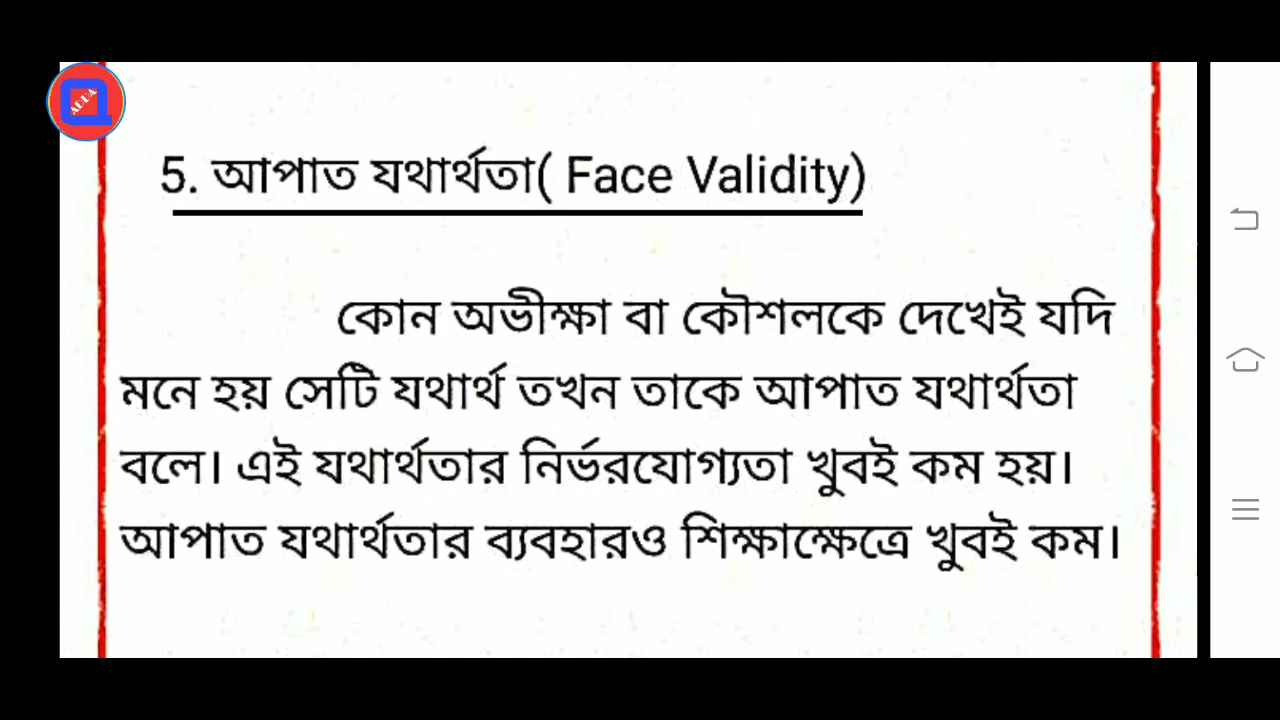 5. আপাত যথার্থতা( Face Validity)
কোন অভীক্ষা বা কৌশলকে দেখেই যদি
মনে হয় সেটি যথার্থ তখন তাকে আপাত যথার্থতা
বলে। এই যথার্থতার নির্ভরযোগ্যতা খুবই কম হয়।
আপাত যথার্থতার ব্যবহারও শিক্ষাক্ষেত্রে খুবই কম।